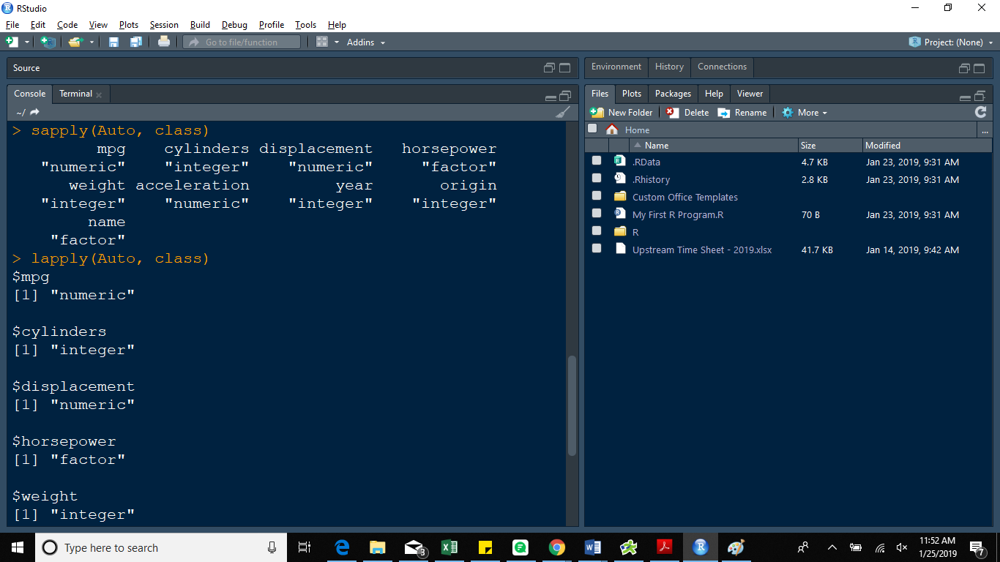 RStudio
File Edit Code View Plots Session Build Debug Profile Tools Help
Go to file/function Addins Project: (None)
Source
Environment History Connections
Console Terminal
Files Plots Packages Help Viewer
~/
New Folder Delete Rename More
Home ...
Name Size Modified
.RData 4.7 KB Jan 23, 2019, 9:31 AM
.Rhistory 2.8 KB Jan 23, 2019, 9:31 AM
Custom Office Templates
My First R Program.R 70 B Jan 23, 2019, 9:31 AM
R
Upstream Time Sheet - 2019.xlsx 41.7 KB Jan 14, 2019, 9:42 AM
> sapply(Auto, class)
mpg cylinders displacement horsepower
"numeric" "integer" "numeric" "factor"
weight acceleration year origin
"integer" "numeric" "integer" "integer"
name
"factor"
> lapply(Auto, class)
$mpg
[1] "numeric"
$cylinders
[1] "integer"
$displacement
[1] "numeric"
$horsepower
[1] "factor"
$weight
[1] "integer"
Type here to search
3
11:52 AM
1/25/2019
7